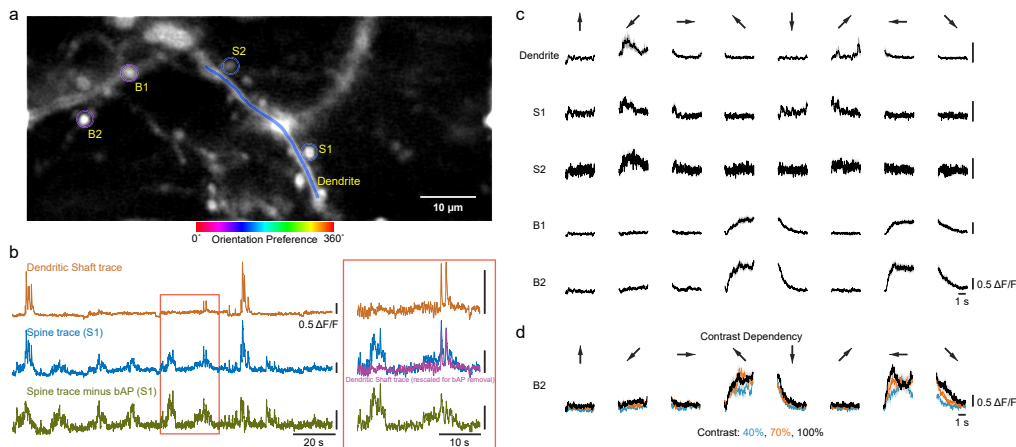 a
S2
B1
B2
S1
Dendrite
10 µm
0° Orientation Preference 360°
b
Dendritic Shaft trace
0.5 ΔF/F
Spine trace (S1)
Dendritic Shaft trace (rescaled for bAP removal)
Spine trace minus bAP (S1)
20 s
10 s
c
Dendrite
S1
S2
B1
B2
0.5 ΔF/F
1 s
d
Contrast Dependency
B2
0.5 ΔF/F
1 s
Contrast: 40%, 70%, 100%